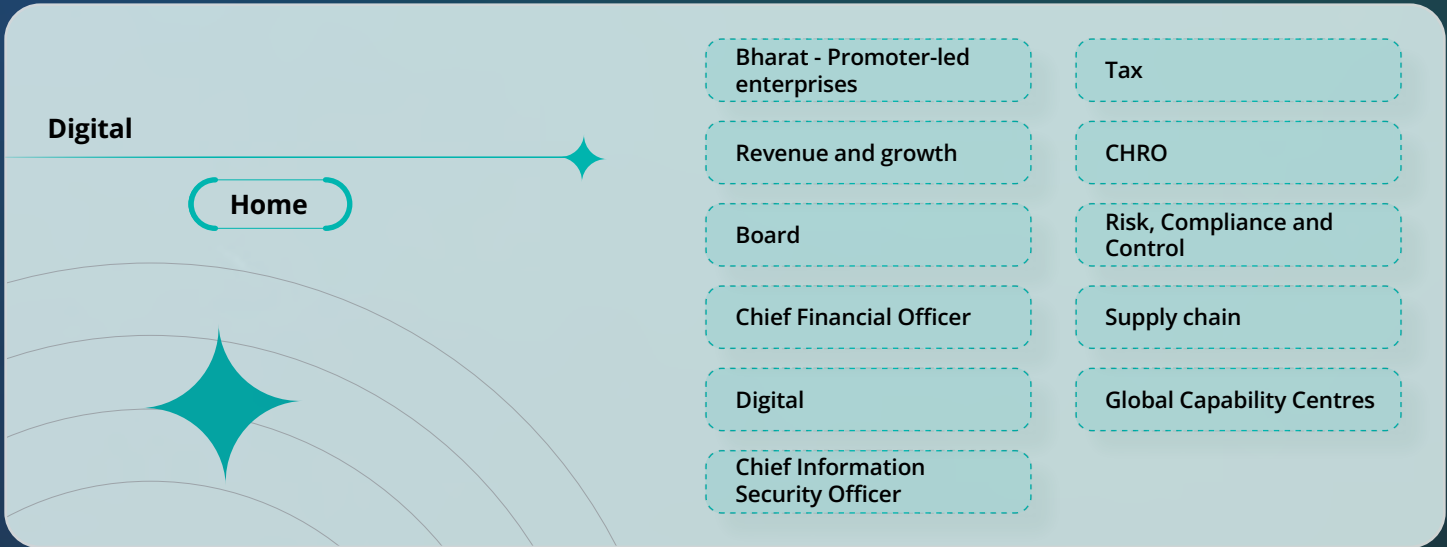 Digital
Home
Bharat - Promoter-led
enterprises
Revenue and growth
Board
Chief Financial Officer
Digital
Chief Information
Security Officer
Tax
CHRO
Risk, Compliance and
Control
Supply chain
Global Capability Centres